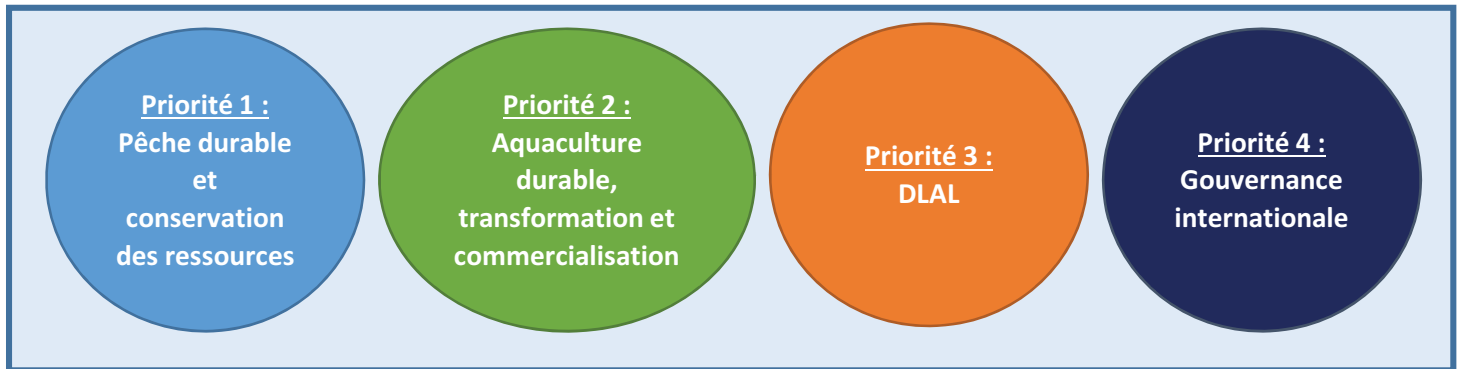 Priorité 1 :
Pêche durable
et
conservation
des ressources
Priorité 2 :
Aquaculture
durable,
transformation et
commercialisation
Priorité 3 :
DLAL
Priorité 4 :
Gouvernance
internationale